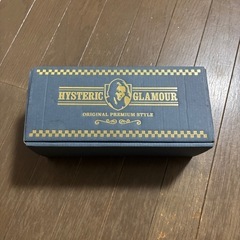 HYSTERIC GLAMOUR
ORIGINAL PREMIUM STYLE